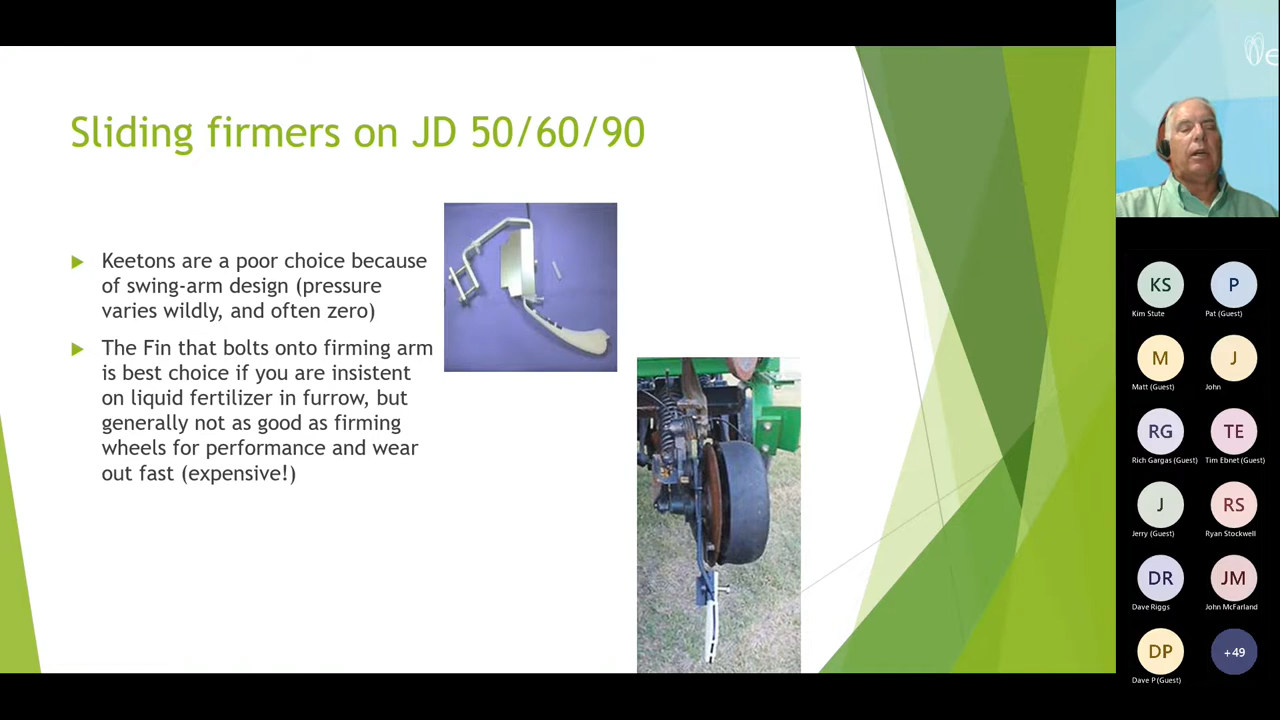 Sliding firmers on JD 50/60/90
Keetons are a poor choice because
of swing-arm design (pressure
varies wildly, and often zero)
The Fin that bolts onto firming arm
is best choice if you are insistent
on liquid fertilizer in furrow, but
generally not as good as firming
wheels for performance and wear
out fast (expensive!)
KS
Kim Stute
P
Pat (Guest)
M
Matt (Guest)
J
John
RG
Rich Gargas (Guest)
TE
Tim Ebnet (Guest)
J
Jerry (Guest)
RS
Ryan Stockwell
DR
Dave Riggs
JM
John McFarland
DP
Dave P (Guest)
+49